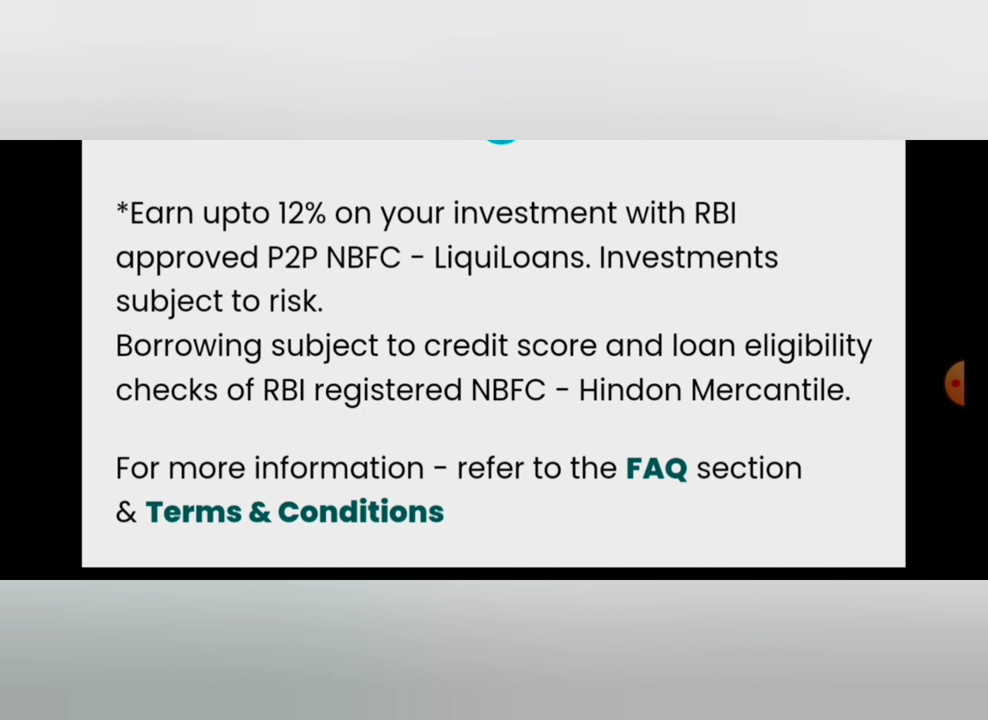 *Earn upto 12% on your investment with RBI
approved P2P NBFC - LiquiLoans. Investments
subject to risk.
Borrowing subject to credit score and loan eligibility
checks of RBI registered NBFC - Hindon Mercantile.
For more information - refer to the FAQ section
& Terms & Conditions